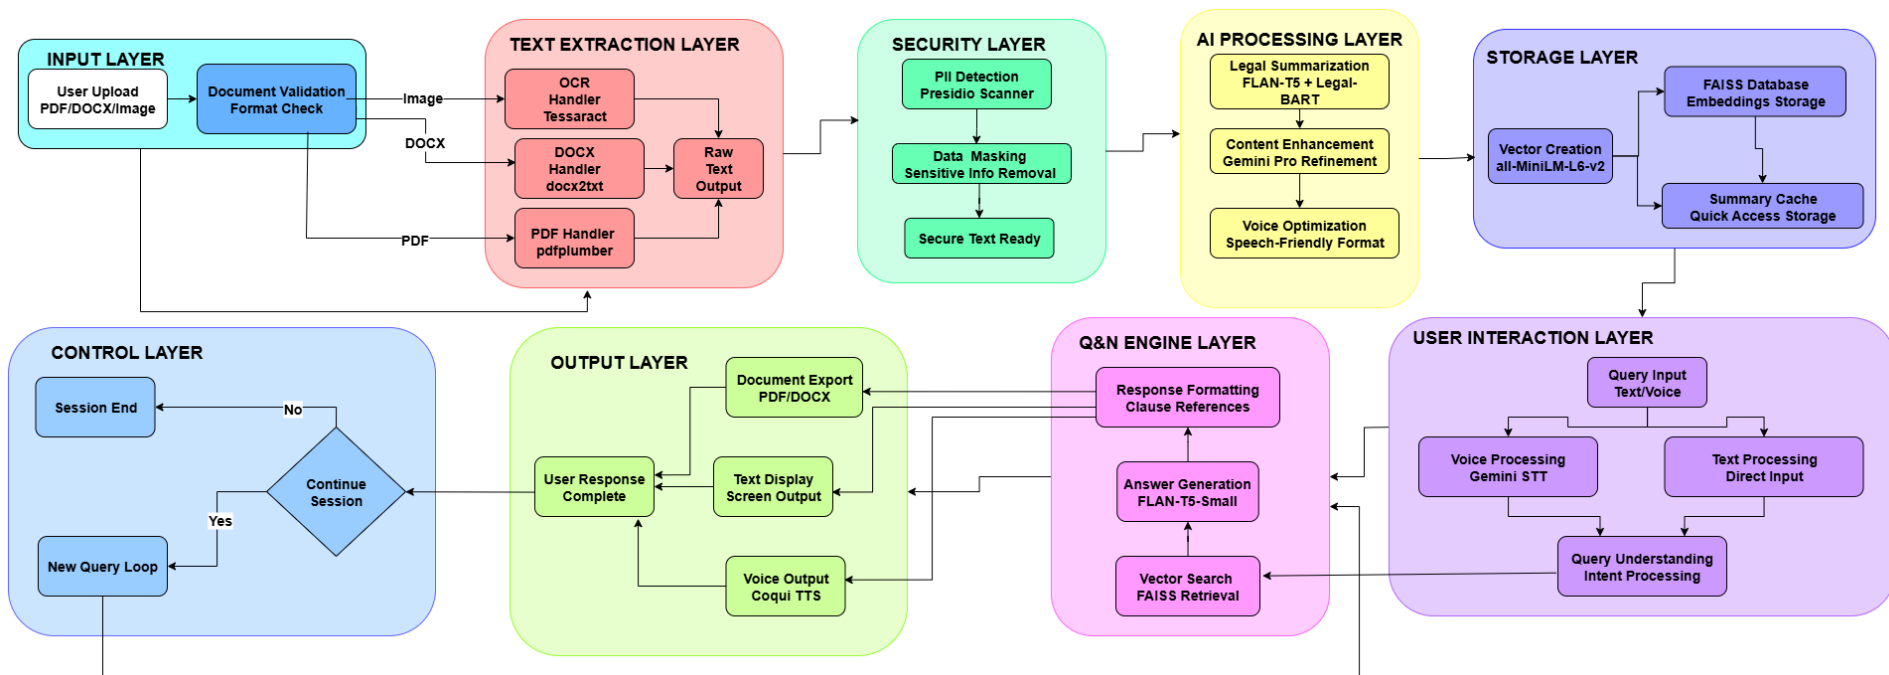 INPUT LAYER
User Upload
PDF/DOCX/Image
Document Validation
Format Check
Image
DOCX
PDF
TEXT EXTRACTION LAYER
OCR
Handler
Tessaract
DOCX
Handler
docx2txt
PDF Handler
pdfplumber
Raw
Text
Output
SECURITY LAYER
PII Detection
Presidio Scanner
Data Masking
Sensitive Info Removal
Secure Text Ready
AI PROCESSING LAYER
Legal Summarization
FLAN-T5 + Legal-
BART
Content Enhancement
Gemini Pro Refinement
Voice Optimization
Speech-Friendly Format
STORAGE LAYER
Vector Creation
all-MiniLM-L6-v2
FAISS Database
Embeddings Storage
Summary Cache
Quick Access Storage
CONTROL LAYER
Session End
No
Continue
Session
Yes
New Query Loop
OUTPUT LAYER
Document Export
PDF/DOCX
User Response
Complete
Text Display
Screen Output
Voice Output
Coqui TTS
Q&N ENGINE LAYER
Response Formatting
Clause References
Answer Generation
FLAN-T5-Small
Vector Search
FAISS Retrieval
USER INTERACTION LAYER
Query Input
Text/Voice
Voice Processing
Gemini STT
Text Processing
Direct Input
Query Understanding
Intent Processing